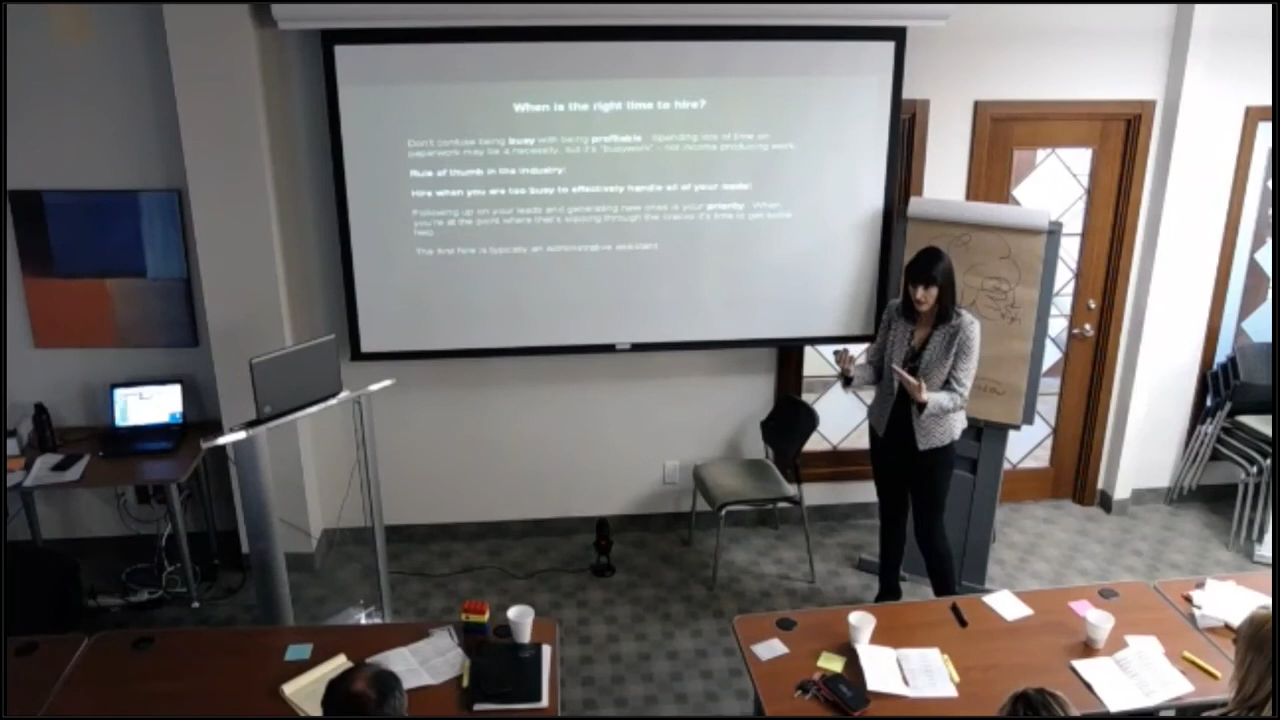 When is the right time to hire?
Don't confuse being busy with being profitable. Spending lots of time on
paperwork may be a necessity, but it's "busywork" - not income producing work.
Rule of thumb in the industry:
Hire when you are too busy to effectively handle all of your leads!
Following up on your leads and generating new ones is your priority. When
you're at the point where that's slipping through the cracks it's time to get some
help.
The first hire is typically an Administrative Assistant